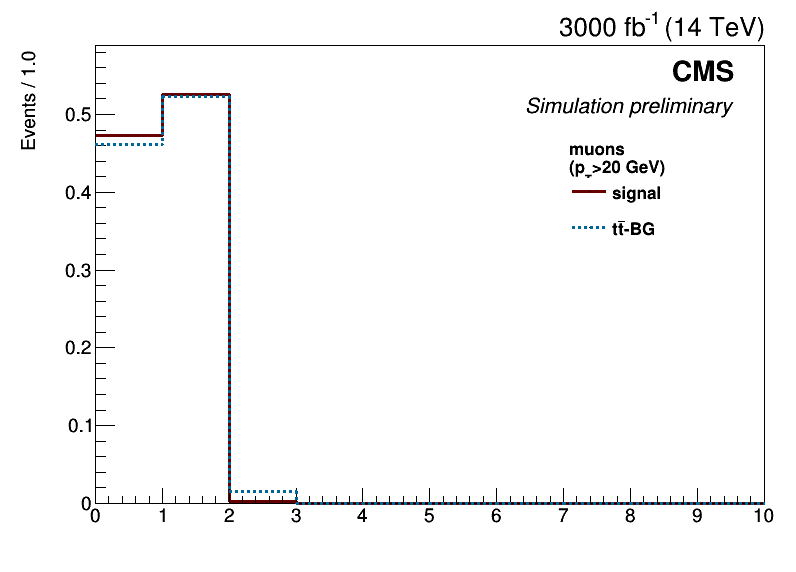 3000 fb⁻¹ (14 TeV)
Events / 1.0
CMS
Simulation preliminary
muons
(p >20 GeV)
signal
tt̄-BG
0.5
0.4
0.3
0.2
0.1
0
0 1 2 3 4 5 6 7 8 9 10